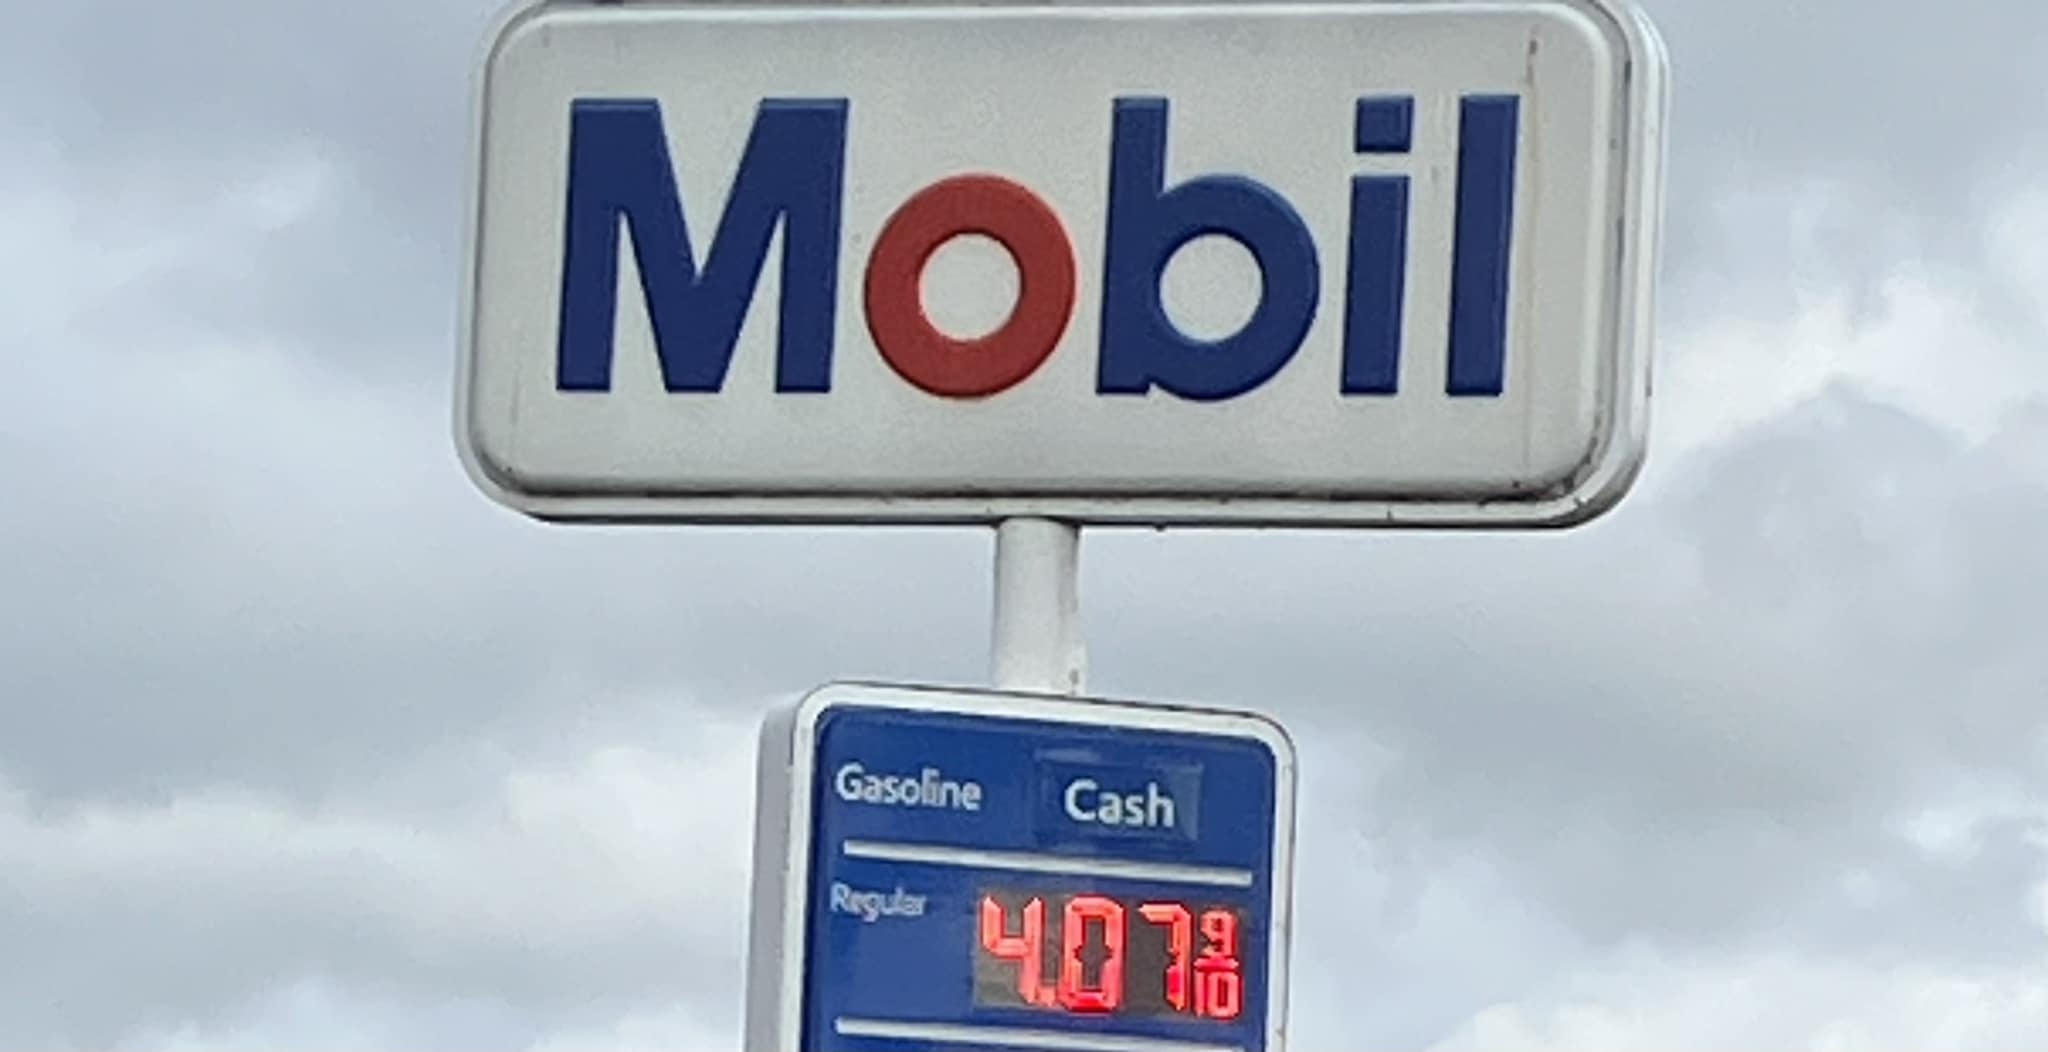 Mobil
Gasoline Cash
Regular 4.07 9/10